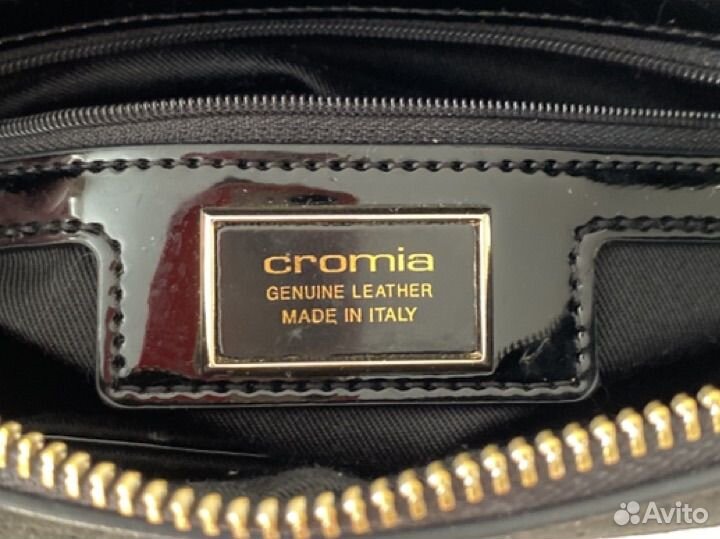 cromia
GENUINE LEATHER
MADE IN ITALY
Avito